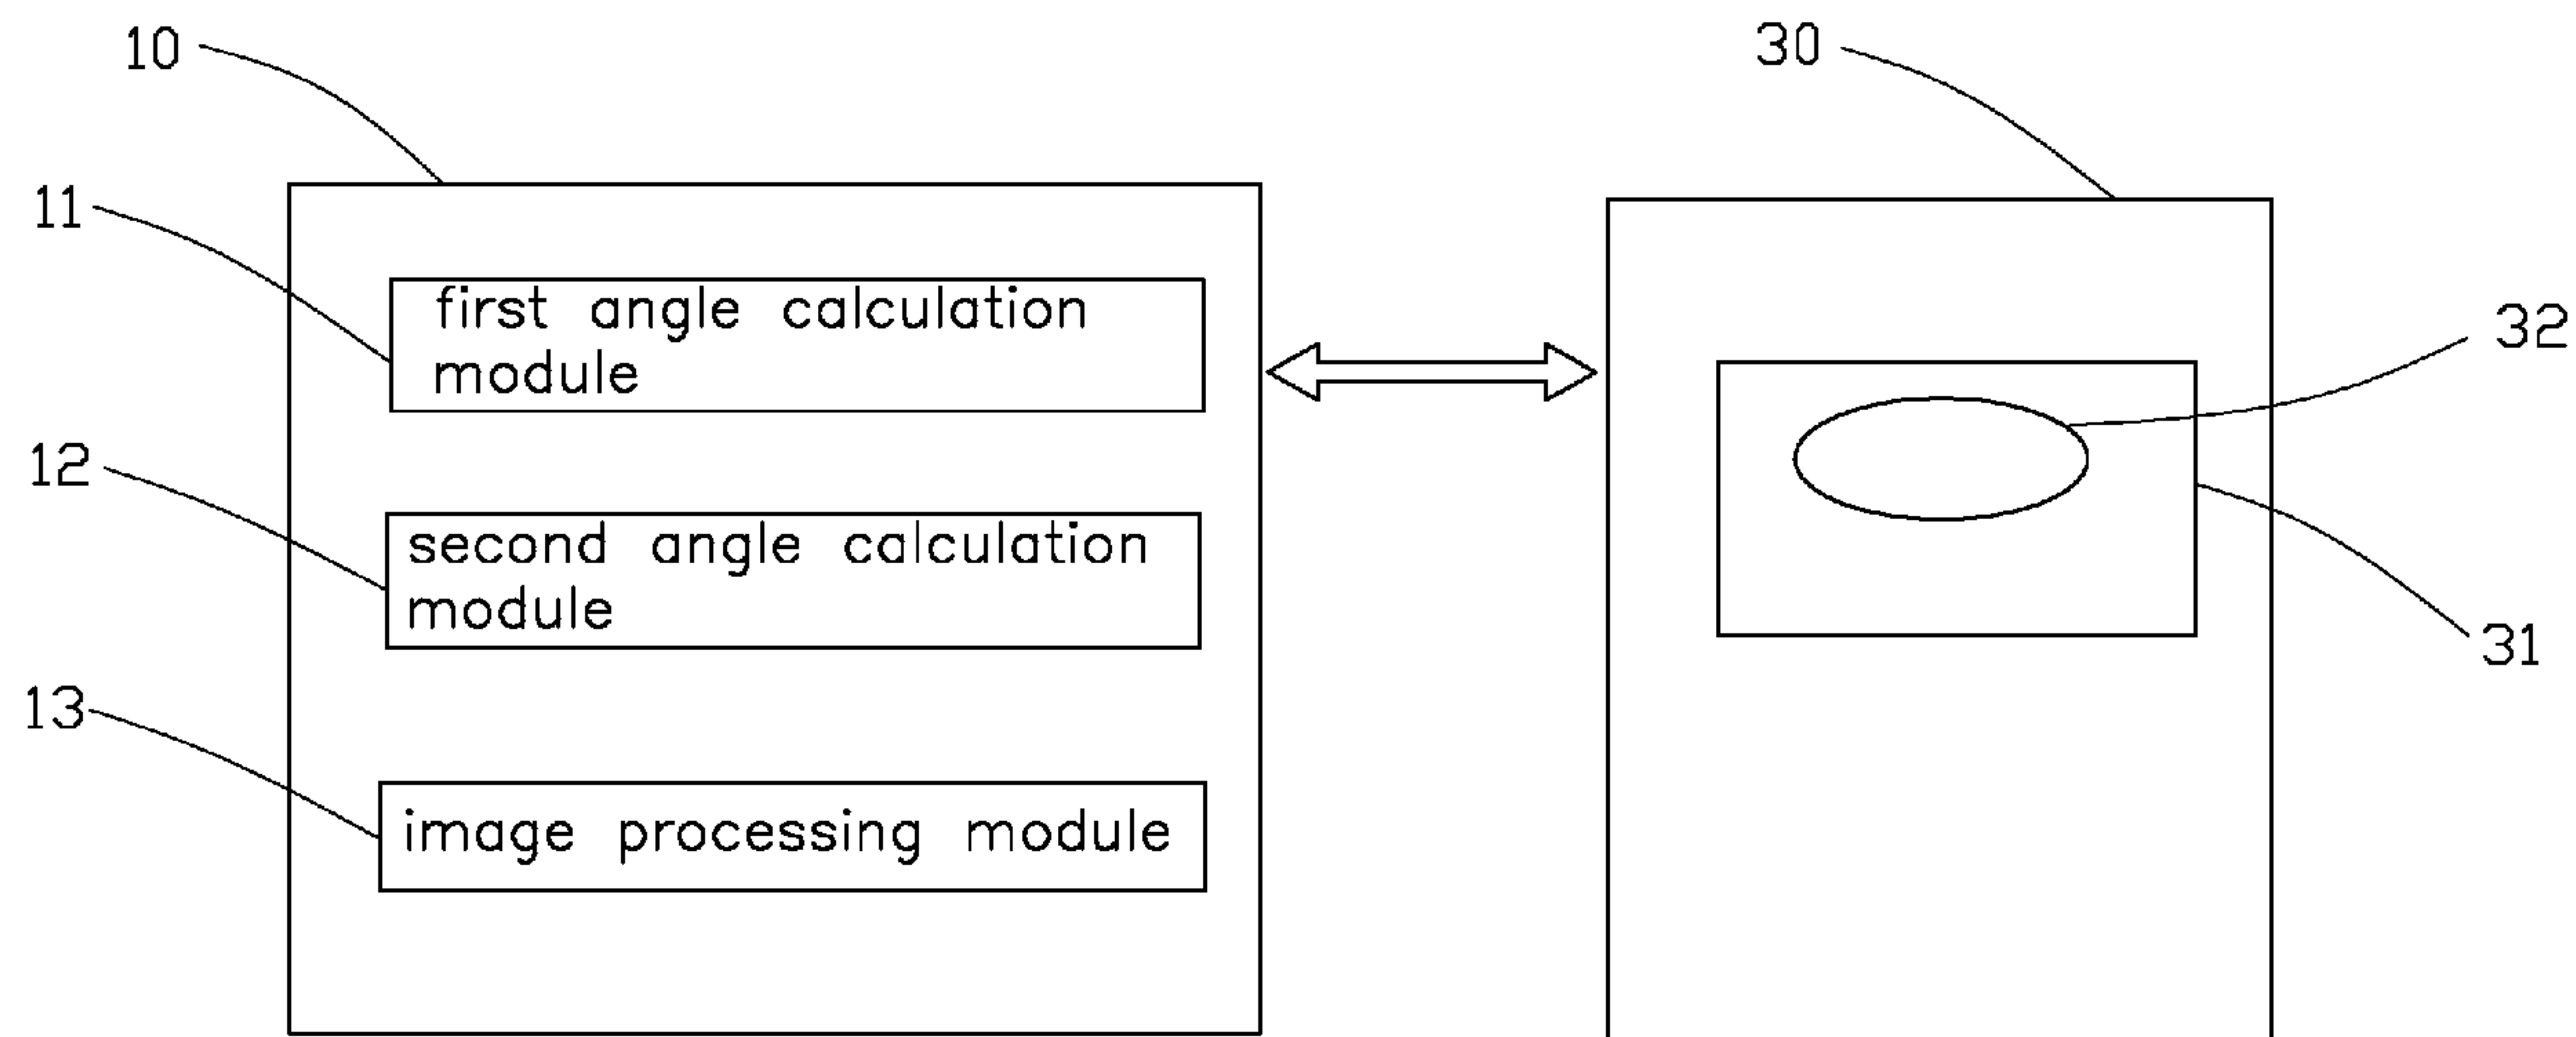 10
30
11
first angle calculation
module
32
12
second angle calculation
module
31
13
image processing module